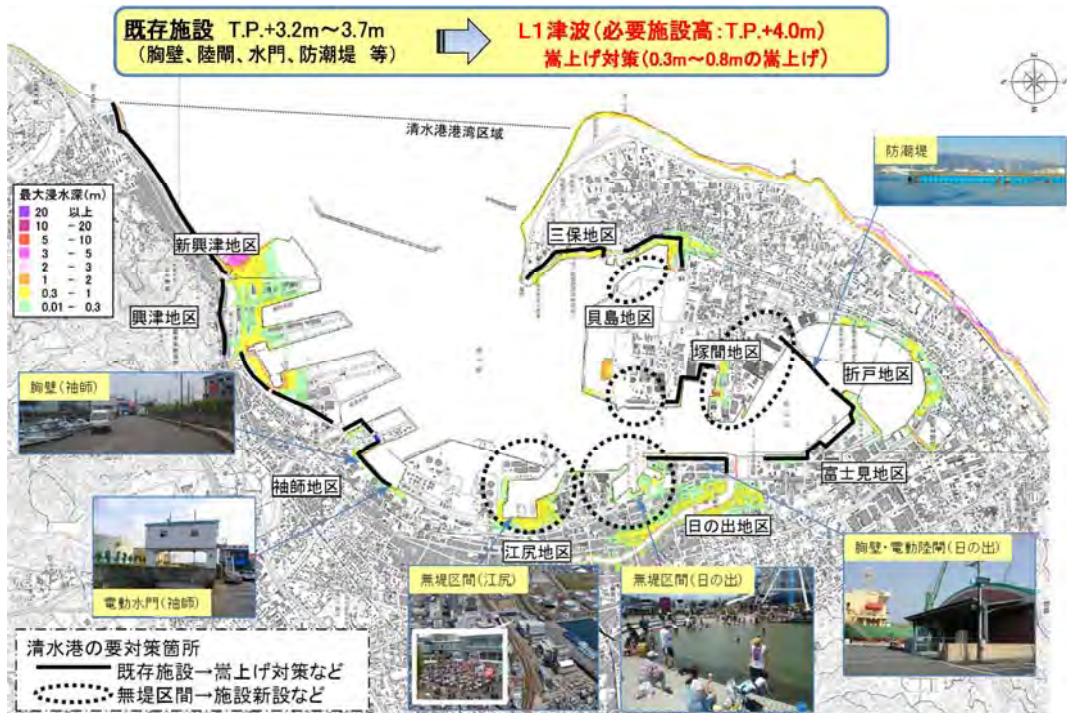 既存施設 T.P.+3.2m~3.7m
(胸壁、陸閘、水門、防潮堤 等)
L1津波(必要施設高:T.P.+4.0m)
嵩上げ対策(0.3m~0.8mの嵩上げ)
清水港港湾区域
防潮堤
最大浸水深(m)
20 以上
10 - 20
5 - 10
3 - 5
2 - 3
1 - 2
0.3 - 1
0.01 - 0.3
新興津地区
三保地区
興津地区
貝島地区
塚間地区
折戸地区
胸壁(袖師)
袖師地区
富士見地区
日の出地区
江尻地区
電動水門(袖師)
無堤区間(江尻)
無堤区間(日の出)
胸壁・電動陸閘(日の出)
清水港の要対策箇所
既存施設→嵩上げ対策など
無堤区間→施設新設など